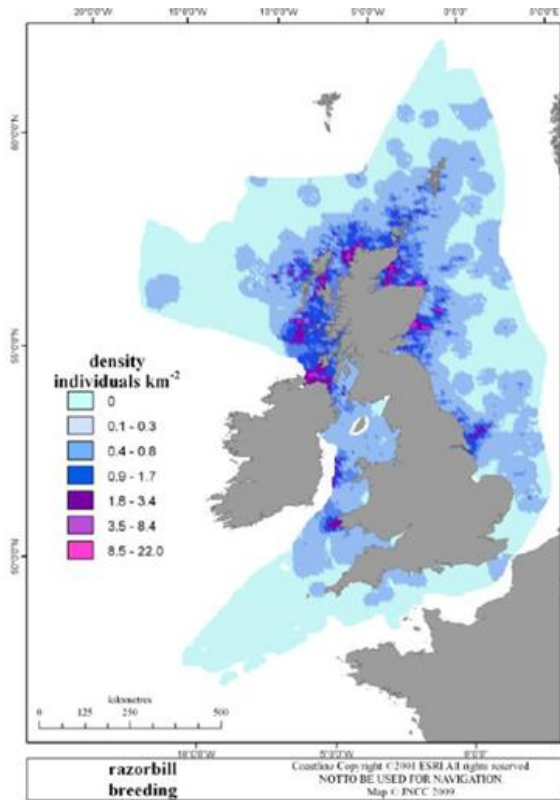 20°0'0"W 15°0'0"W 10°0'0"W 5°0'0"W 0°0'0" 5°0'0"E
60°0'0"N
55°0'0"N
density
individuals km-2
0
0.1 - 0.3
0.4 - 0.8
0.9 - 1.7
1.8 - 3.4
3.5 - 8.4
8.5 - 22.0
50°0'0"N
kilometres
0 125 250 500
10°0'0"W 5°0'0"W 0°0'0"
razorbill
breeding
Coastline Copyright ©2001 ESRI All rights reserved
NOT TO BE USED FOR NAVIGATION
Map © JNCC 2009